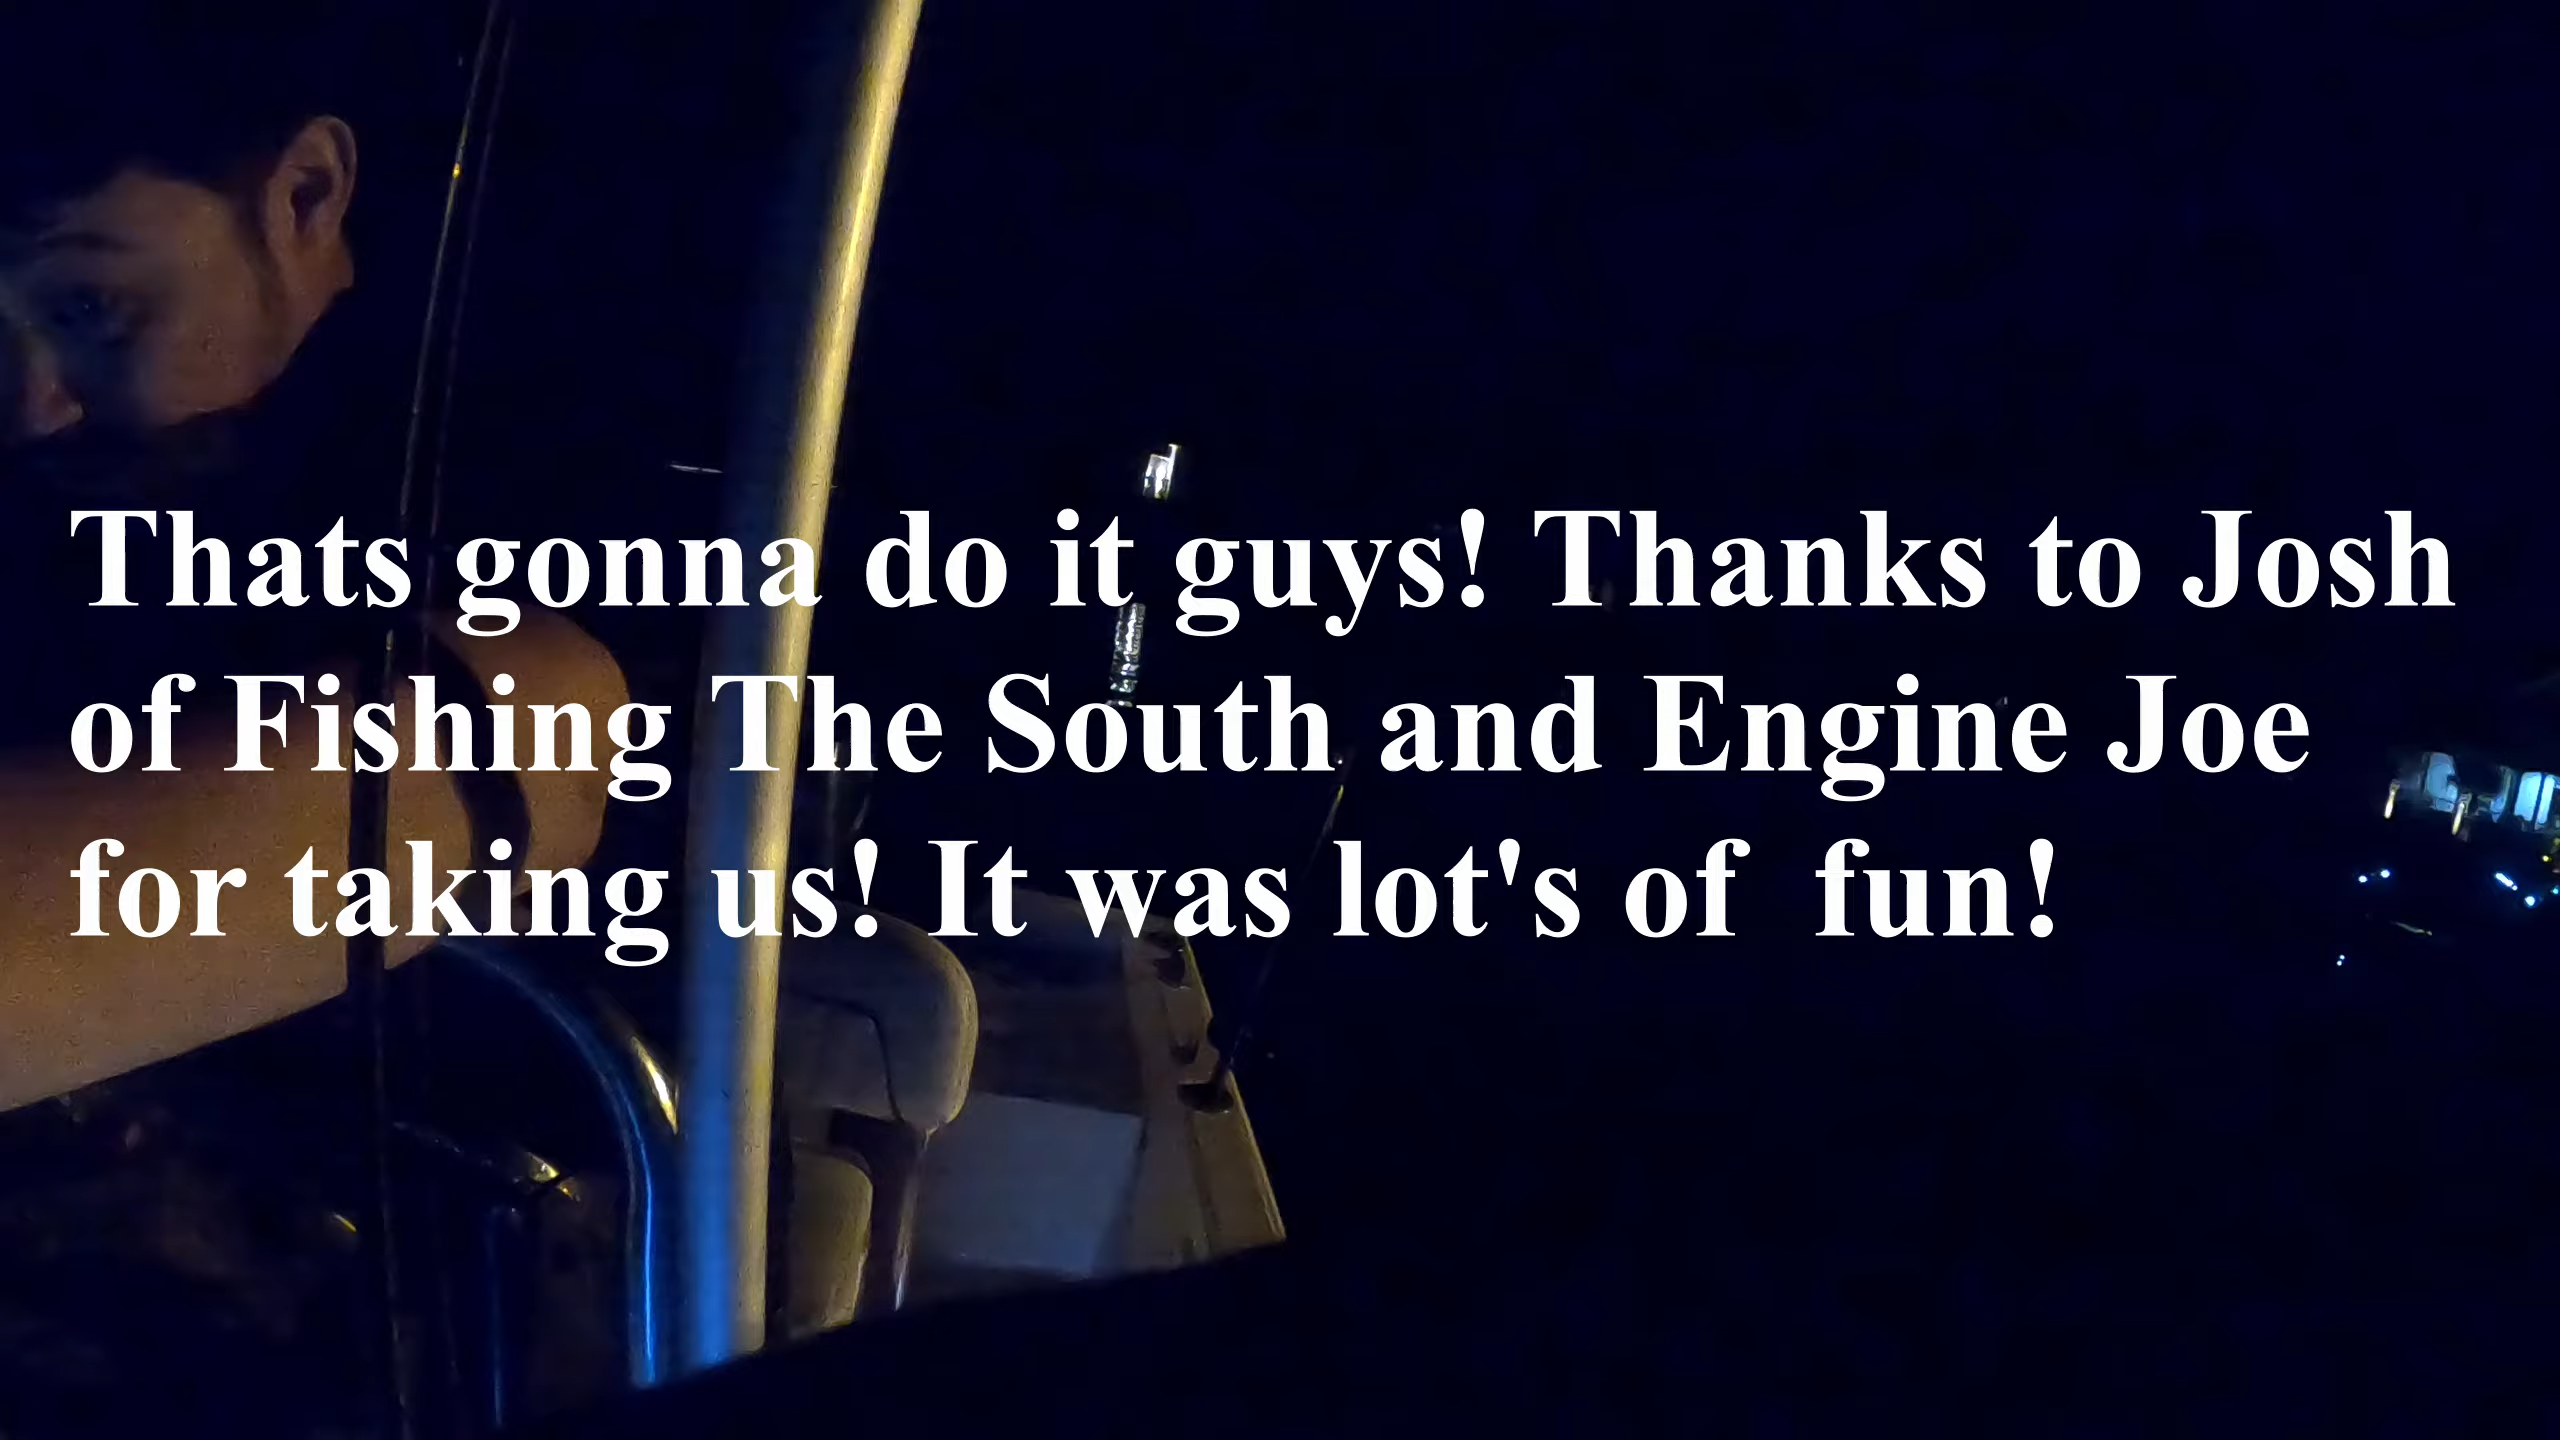 Thats gonna do it guys! Thanks to Josh
of Fishing The South and Engine Joe
for taking us! It was lot's of  fun!